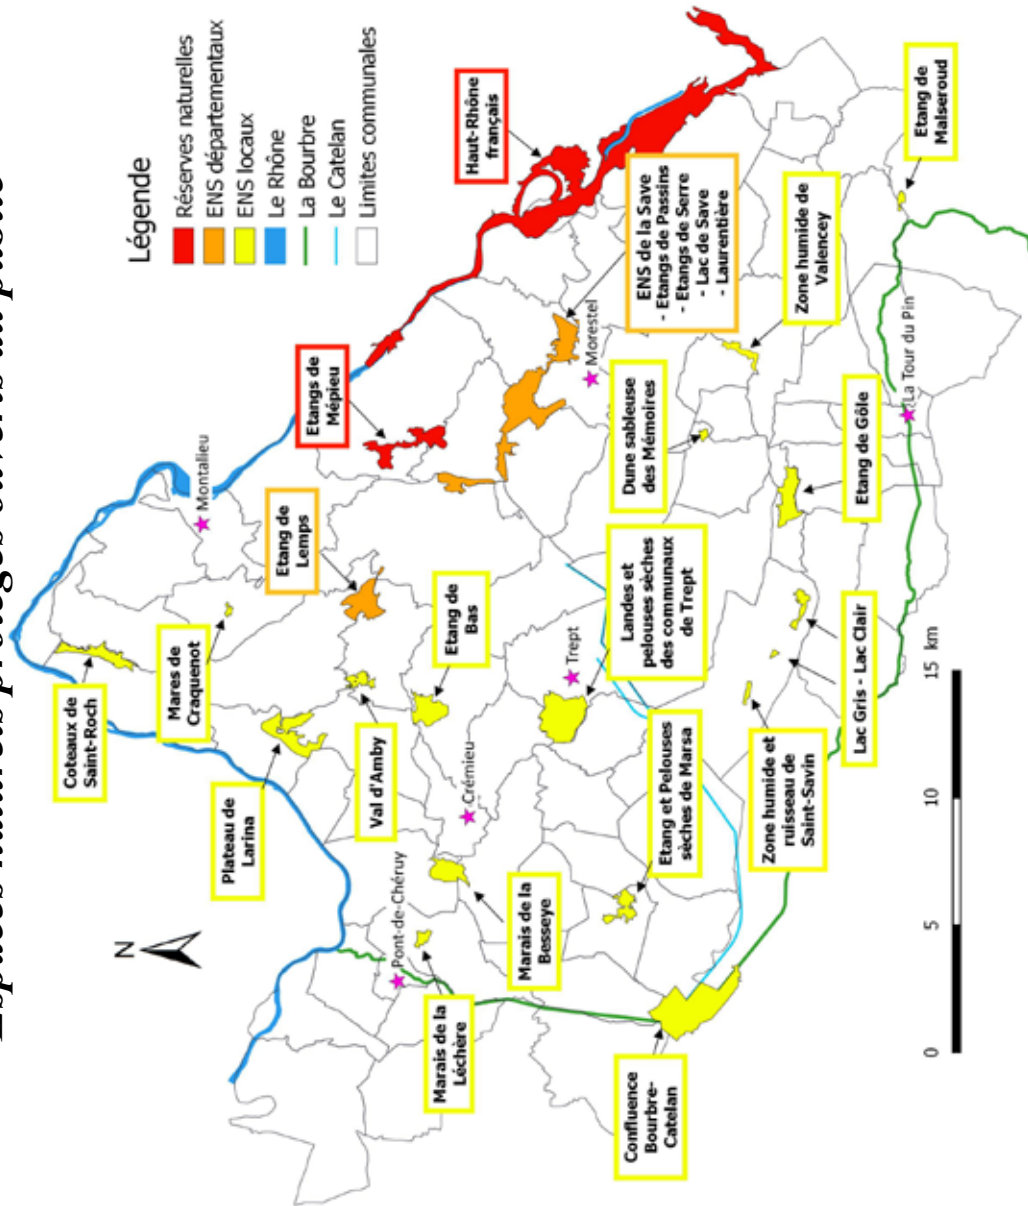 Espaces naturels protégés ouverts au public
Légende
Réserves naturelles
ENS départementaux
ENS locaux
Le Rhône
La Bourbre
Le Catelan
Limites communales
N
Coteaux de
Saint-Roch
Mares de
Craquenot
Montalieu
Plateau de
Larina
Etang de
Lemps
Etangs de
Mépieu
Haut-Rhône
français
Val d'Amby
Etang de
Bas
Pont-de-Chéruy
Crémieu
Marais de la
Léchère
Marais de la
Besseye
Trept
Landes et
pelouses sèches
des communaux
de Trept
Morestel
ENS de la Save
- Etangs de Passins
- Etangs de Serre
- Lac de Save
- Laurentière
Dune sableuse
des Mémoires
Etang et Pelouses
sèches de Marsa
Confluence
Bourbre-
Catelan
Zone humide et
ruisseau de
Saint-Savin
Lac Gris - Lac Clair
Etang de Gôle
Zone humide de
Valencey
Etang de
Malseroud
La Tour du Pin
0 5 10 15 km